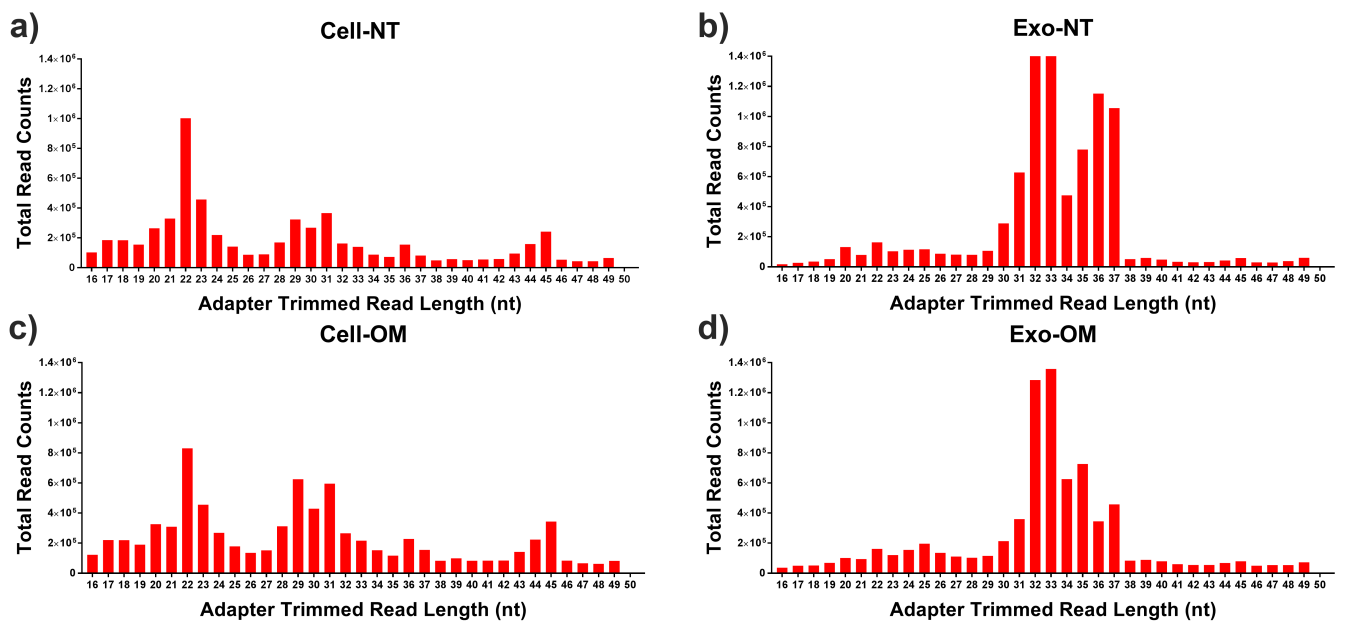 a)
Cell-NT
Total Read Counts
1.4×10⁶
1.2×10⁶
1×10⁶
8×10⁵
6×10⁵
4×10⁵
2×10⁵
0
16 17 18 19 20 21 22 23 24 25 26 27 28 29 30 31 32 33 34 35 36 37 38 39 40 41 42 43 44 45 46 47 48 49 50
Adapter Trimmed Read Length (nt)
b)
Exo-NT
Total Read Counts
1.4×10⁶
1.2×10⁶
1×10⁶
8×10⁵
6×10⁵
4×10⁵
2×10⁵
0
16 17 18 19 20 21 22 23 24 25 26 27 28 29 30 31 32 33 34 35 36 37 38 39 40 41 42 43 44 45 46 47 48 49 50
Adapter Trimmed Read Length (nt)
c)
Cell-OM
Total Read Counts
1.4×10⁶
1.2×10⁶
1×10⁶
8×10⁵
6×10⁵
4×10⁵
2×10⁵
0
16 17 18 19 20 21 22 23 24 25 26 27 28 29 30 31 32 33 34 35 36 37 38 39 40 41 42 43 44 45 46 47 48 49 50
Adapter Trimmed Read Length (nt)
d)
Exo-OM
Total Read Counts
1.4×10⁶
1.2×10⁶
1×10⁶
8×10⁵
6×10⁵
4×10⁵
2×10⁵
0
16 17 18 19 20 21 22 23 24 25 26 27 28 29 30 31 32 33 34 35 36 37 38 39 40 41 42 43 44 45 46 47 48 49 50
Adapter Trimmed Read Length (nt)